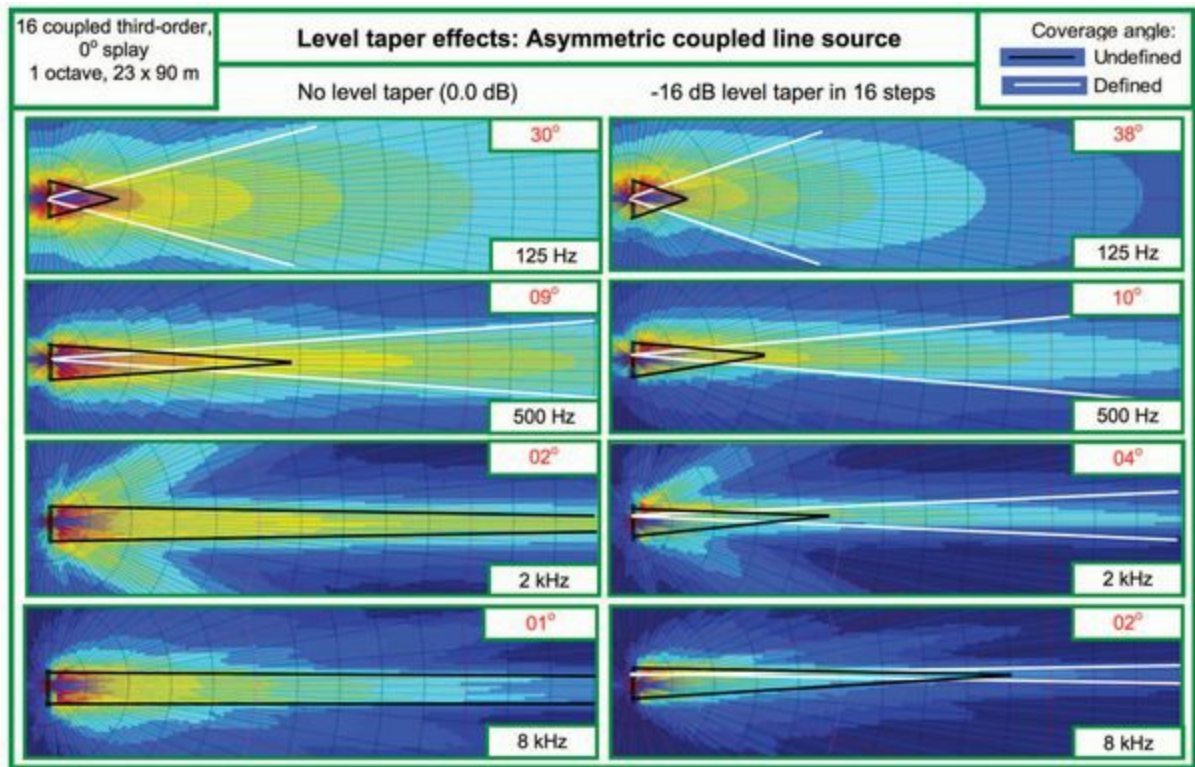 16 coupled third-order,
0° splay
1 octave, 23 x 90 m
Level taper effects: Asymmetric coupled line source
No level taper (0.0 dB)
-16 dB level taper in 16 steps
Coverage angle:
Undefined
Defined
30°
125 Hz
38°
125 Hz
09°
500 Hz
10°
500 Hz
02°
2 kHz
04°
2 kHz
01°
8 kHz
02°
8 kHz